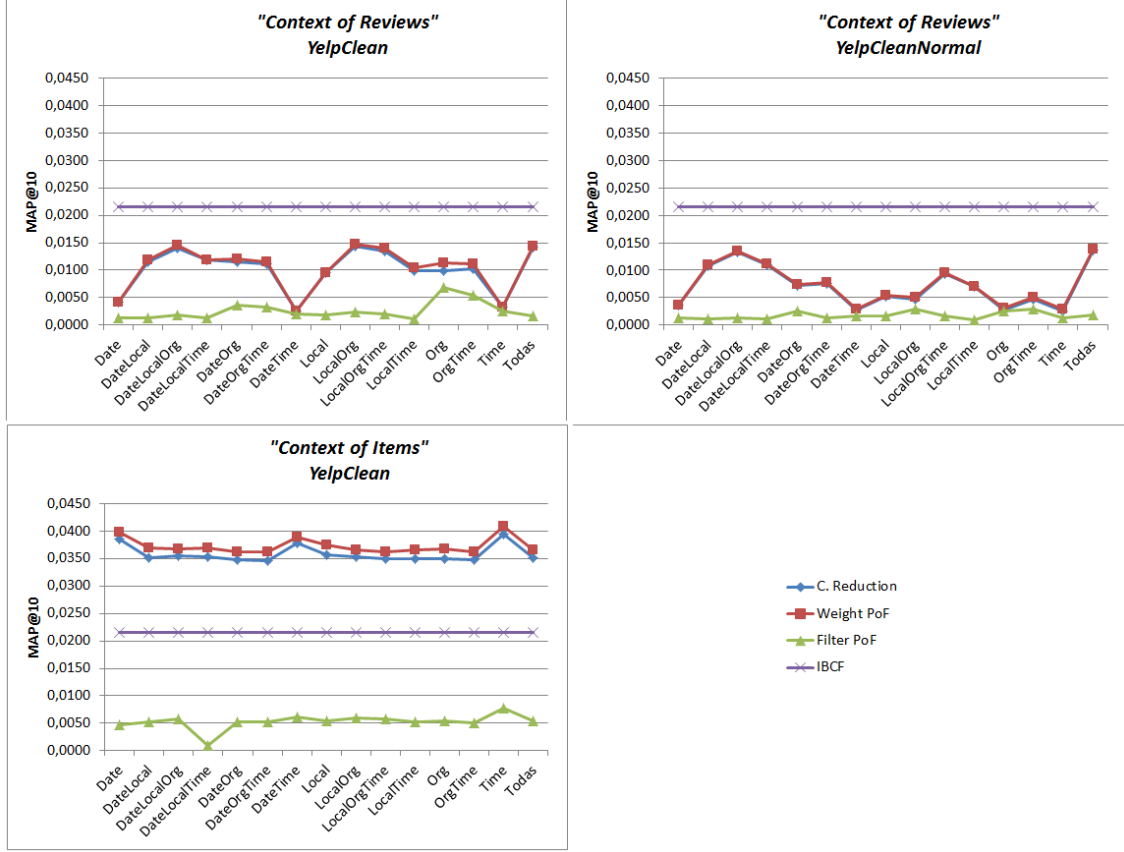 "Context of Reviews"
YelpClean
0,0450
0,0400
0,0350
0,0300
0,0250
0,0200
0,0150
0,0100
0,0050
0,0000
MAP@10
Date
DateLocal
DateLocalOrg
DateLocalTime
DateOrg
DateOrgTime
DateTime
Local
LocalOrg
LocalOrgTime
LocalTime
Org
OrgTime
Time
Todas
"Context of Reviews"
YelpCleanNormal
0,0450
0,0400
0,0350
0,0300
0,0250
0,0200
0,0150
0,0100
0,0050
0,0000
MAP@10
Date
DateLocal
DateLocalOrg
DateLocalTime
DateOrg
DateOrgTime
DateTime
Local
LocalOrg
LocalOrgTime
LocalTime
Org
OrgTime
Time
Todas
"Context of Items"
YelpClean
0,0450
0,0400
0,0350
0,0300
0,0250
0,0200
0,0150
0,0100
0,0050
0,0000
MAP@10
Date
DateLocal
DateLocalOrg
DateLocalTime
DateOrg
DateOrgTime
DateTime
Local
LocalOrg
LocalOrgTime
LocalTime
Org
OrgTime
Time
Todas
C. Reduction
Weight PoF
Filter PoF
IBCF